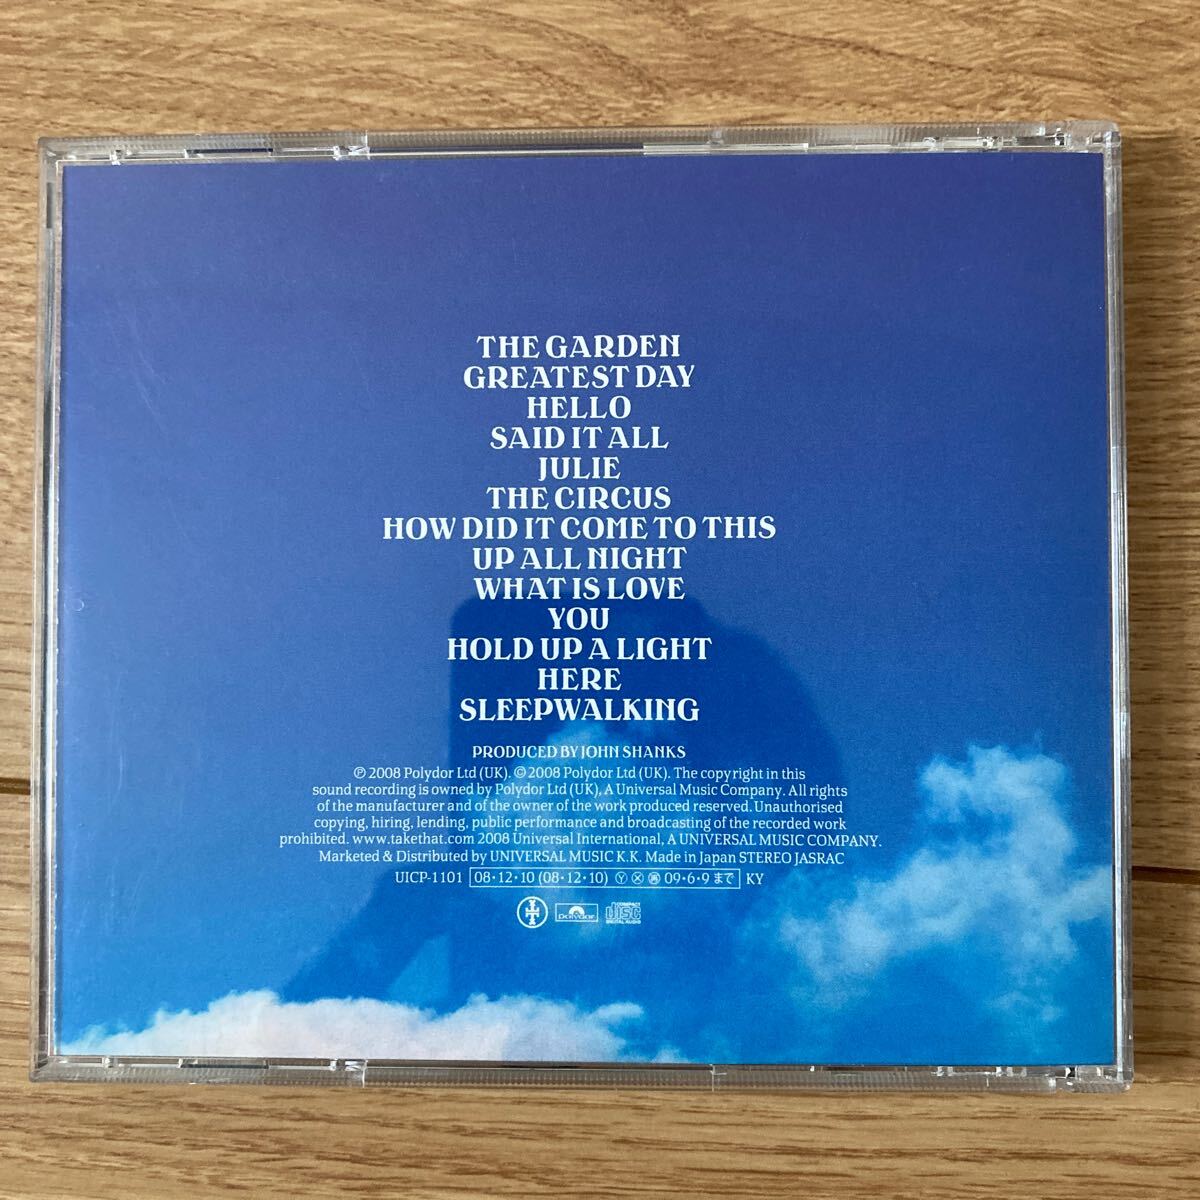 THE GARDEN
GREATEST DAY
HELLO
SAID IT ALL
JULIE
THE CIRCUS
HOW DID IT COME TO THIS
UP ALL NIGHT
WHAT IS LOVE
YOU
HOLD UP A LIGHT
HERE
SLEEPWALKING
PRODUCED BY JOHN SHANKS
℗ 2008 Polydor Ltd (UK). © 2008 Polydor Ltd (UK). The copyright in this
sound recording is owned by Polydor Ltd (UK), A Universal Music Company. All rights
of the manufacturer and of the owner of the work produced reserved. Unauthorised
copying, hiring, lending, public performance and broadcasting of the recorded work
prohibited. www.takethat.com 2008 Universal International, A UNIVERSAL MUSIC COMPANY.
Marketed & Distributed by UNIVERSAL MUSIC K.K. Made in Japan STEREO JASRAC
UICP-1101 08・12・10 (08・12・10) Ⓨ 09・6・9 まで KY
Polydor COMPACT disc DIGITAL AUDIO